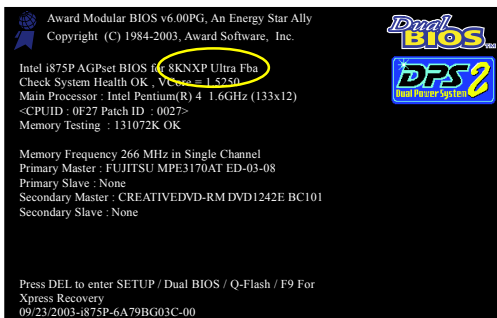 Award Modular BIOS v6.00PG, An Energy Star Ally
Copyright (C) 1984-2003, Award Software, Inc.
Dual
BIOS™
Intel i875P AGPset BIOS for 8KNXP Ultra Fba
Check System Health OK , VCore = 1.5250
Main Processor : Intel Pentium(R) 4 1.6GHz (133x12)
<CPUID : 0F27 Patch ID : 0027>
Memory Testing : 131072K OK
DPS2
Dual Power System
Memory Frequency 266 MHz in Single Channel
Primary Master : FUJITSU MPE3170AT ED-03-08
Primary Slave : None
Secondary Master : CREATIVEDVD-RM DVD1242E BC101
Secondary Slave : None
Press DEL to enter SETUP / Dual BIOS / Q-Flash / F9 For
Xpress Recovery
09/23/2003-i875P-6A79BG03C-00